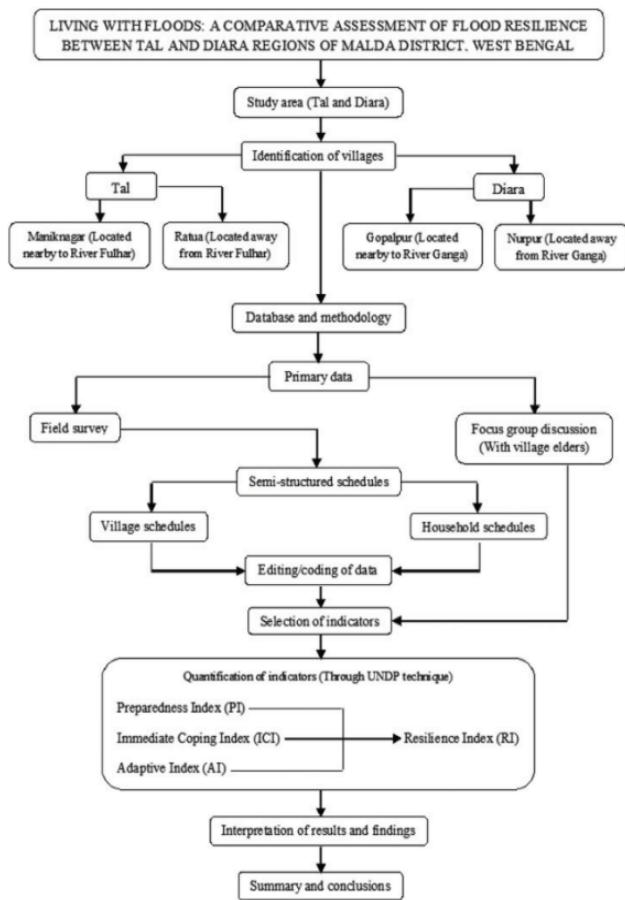 LIVING WITH FLOODS: A COMPARATIVE ASSESSMENT OF FLOOD RESILIENCE
BETWEEN TAL AND DIARA REGIONS OF MALDA DISTRICT, WEST BENGAL
Study area (Tal and Diara)
Identification of villages
Tal
Diara
Maniknagar (Located
nearby to River Fulhar)
Ratua (Located away
from River Fulhar)
Gopalpur (Located
nearby to River Ganga)
Nurpur (Located away
from River Ganga)
Database and methodology
Primary data
Field survey
Focus group discussion
(With village elders)
Semi-structured schedules
Village schedules
Household schedules
Editing/coding of data
Selection of indicators
Quantification of indicators (Through UNDP technique)
Preparedness Index (PI)
Immediate Coping Index (ICI)
Resilience Index (RI)
Adaptive Index (AI)
Interpretation of results and findings
Summary and conclusions